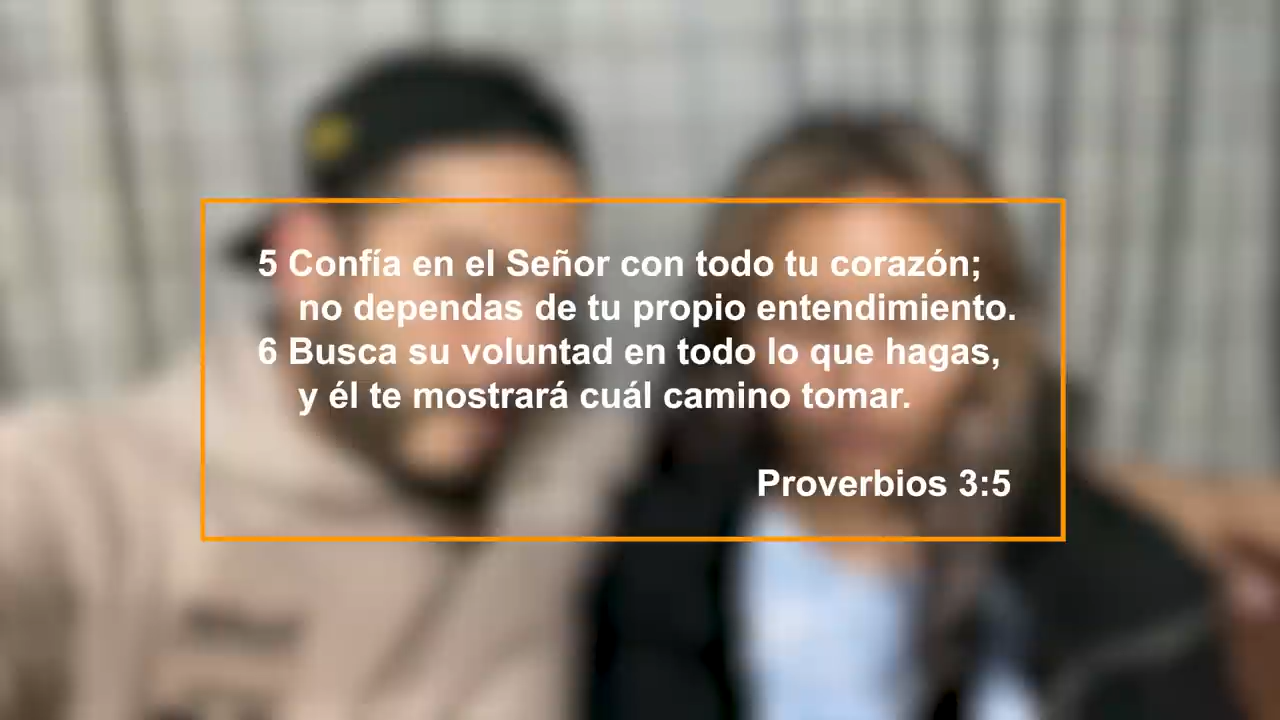 5 Confía en el Señor con todo tu corazón;
no dependas de tu propio entendimiento.
6 Busca su voluntad en todo lo que hagas,
y él te mostrará cuál camino tomar.
Proverbios 3:5